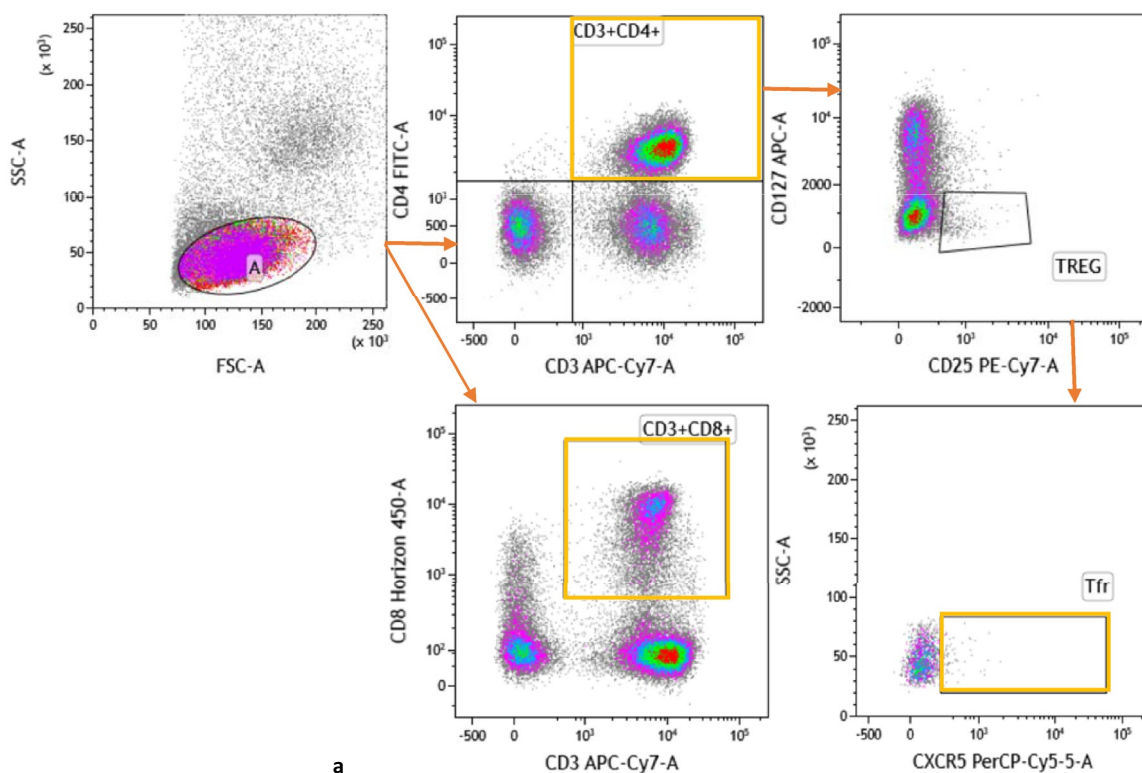 (x 10³)
250
200
150
100
50
0
SSC-A
A
0 100 200
(x 10³
FSC-A
CD3+CD4+
10⁵
10⁴
10³
500
0
-500
CD4 FITC-A
0 10³ 10⁴ 10⁵
CD3 APC-Cy7-A
10⁵
10⁴
2000
0
-2000
CD127 APC-A
TREG
0 10³ 10⁴ 10⁵
CD25 PE-Cy7-A
CD3+CD8+
10⁵
10⁴
10³
10²
0
CD8 Horizon 450-A
-500 0 10³ 10⁴ 10⁵
CD3 APC-Cy7-A
(x 10³)
250
200
150
100
50
0
SSC-A
Tfr
-500 0 10³ 10⁴ 10⁵
CXCR5 PerCP-Cy5-5-A
a